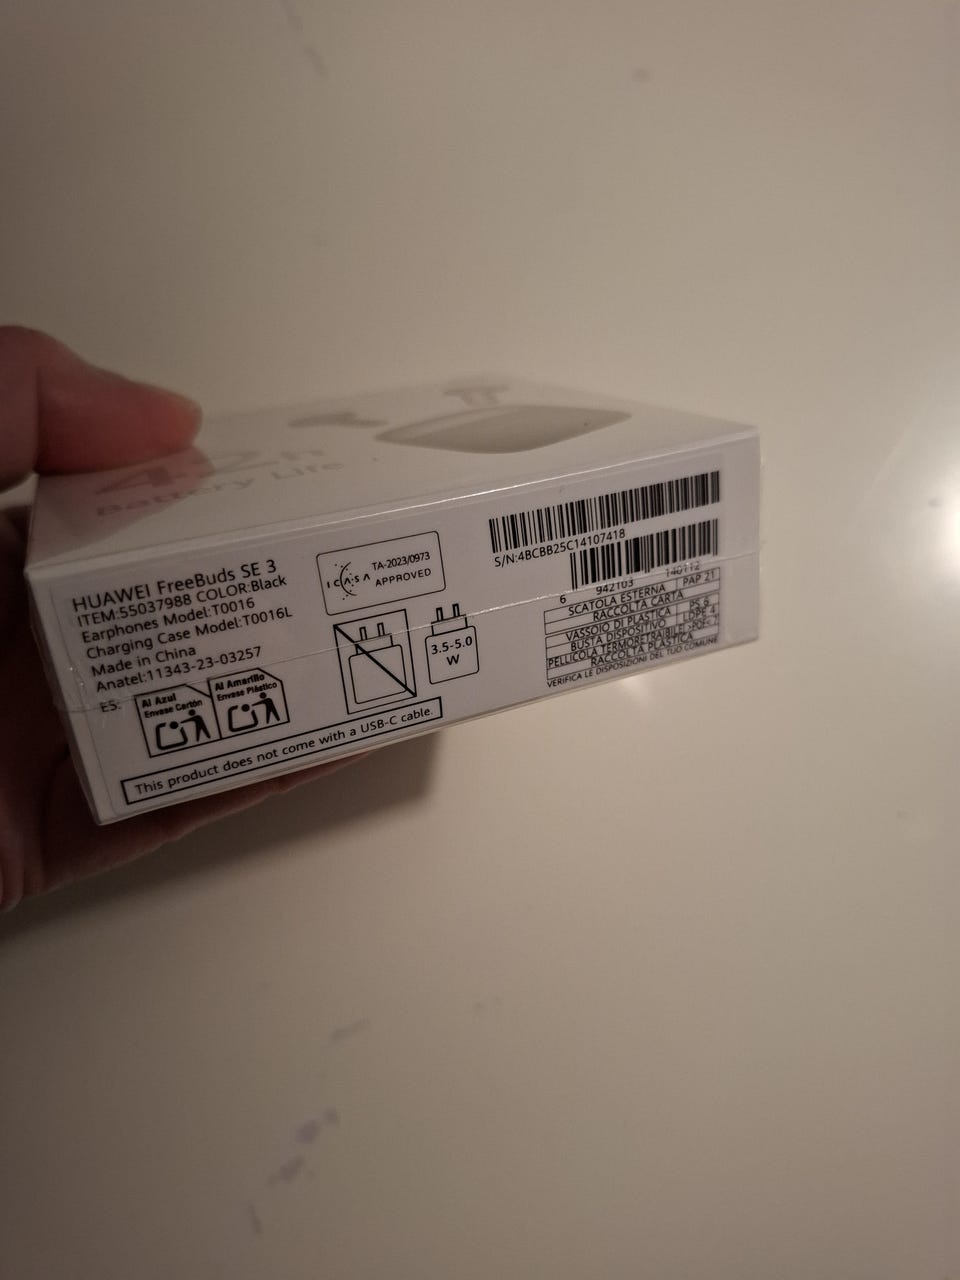 42h
Battery Life
HUAWEI FreeBuds SE 3
ITEM:55037988 COLOR:Black
Earphones Model:T0016
Charging Case Model:T0016L
Made in China
Anatel:11343-23-03257
ES:
Al Azul
Envase Cartón
Al Amarillo
Envase Plástico
This product does not come with a USB-C cable.
ICASA
TA-2023/0973
APPROVED
3.5-5.0
W
S/N:4BCBB25C14107418
6 942103 140112
SCATOLA ESTERNA PAP 21
RACCOLTA CARTA
VASSOIO DI PLASTICA PS 6
BUSTA DISPOSITIVO LDPE 4
PELLICOLA TERMORETRAIBILE POF 7
RACCOLTA PLASTICA
VERIFICA LE DISPOSIZIONI DEL TUO COMUNE